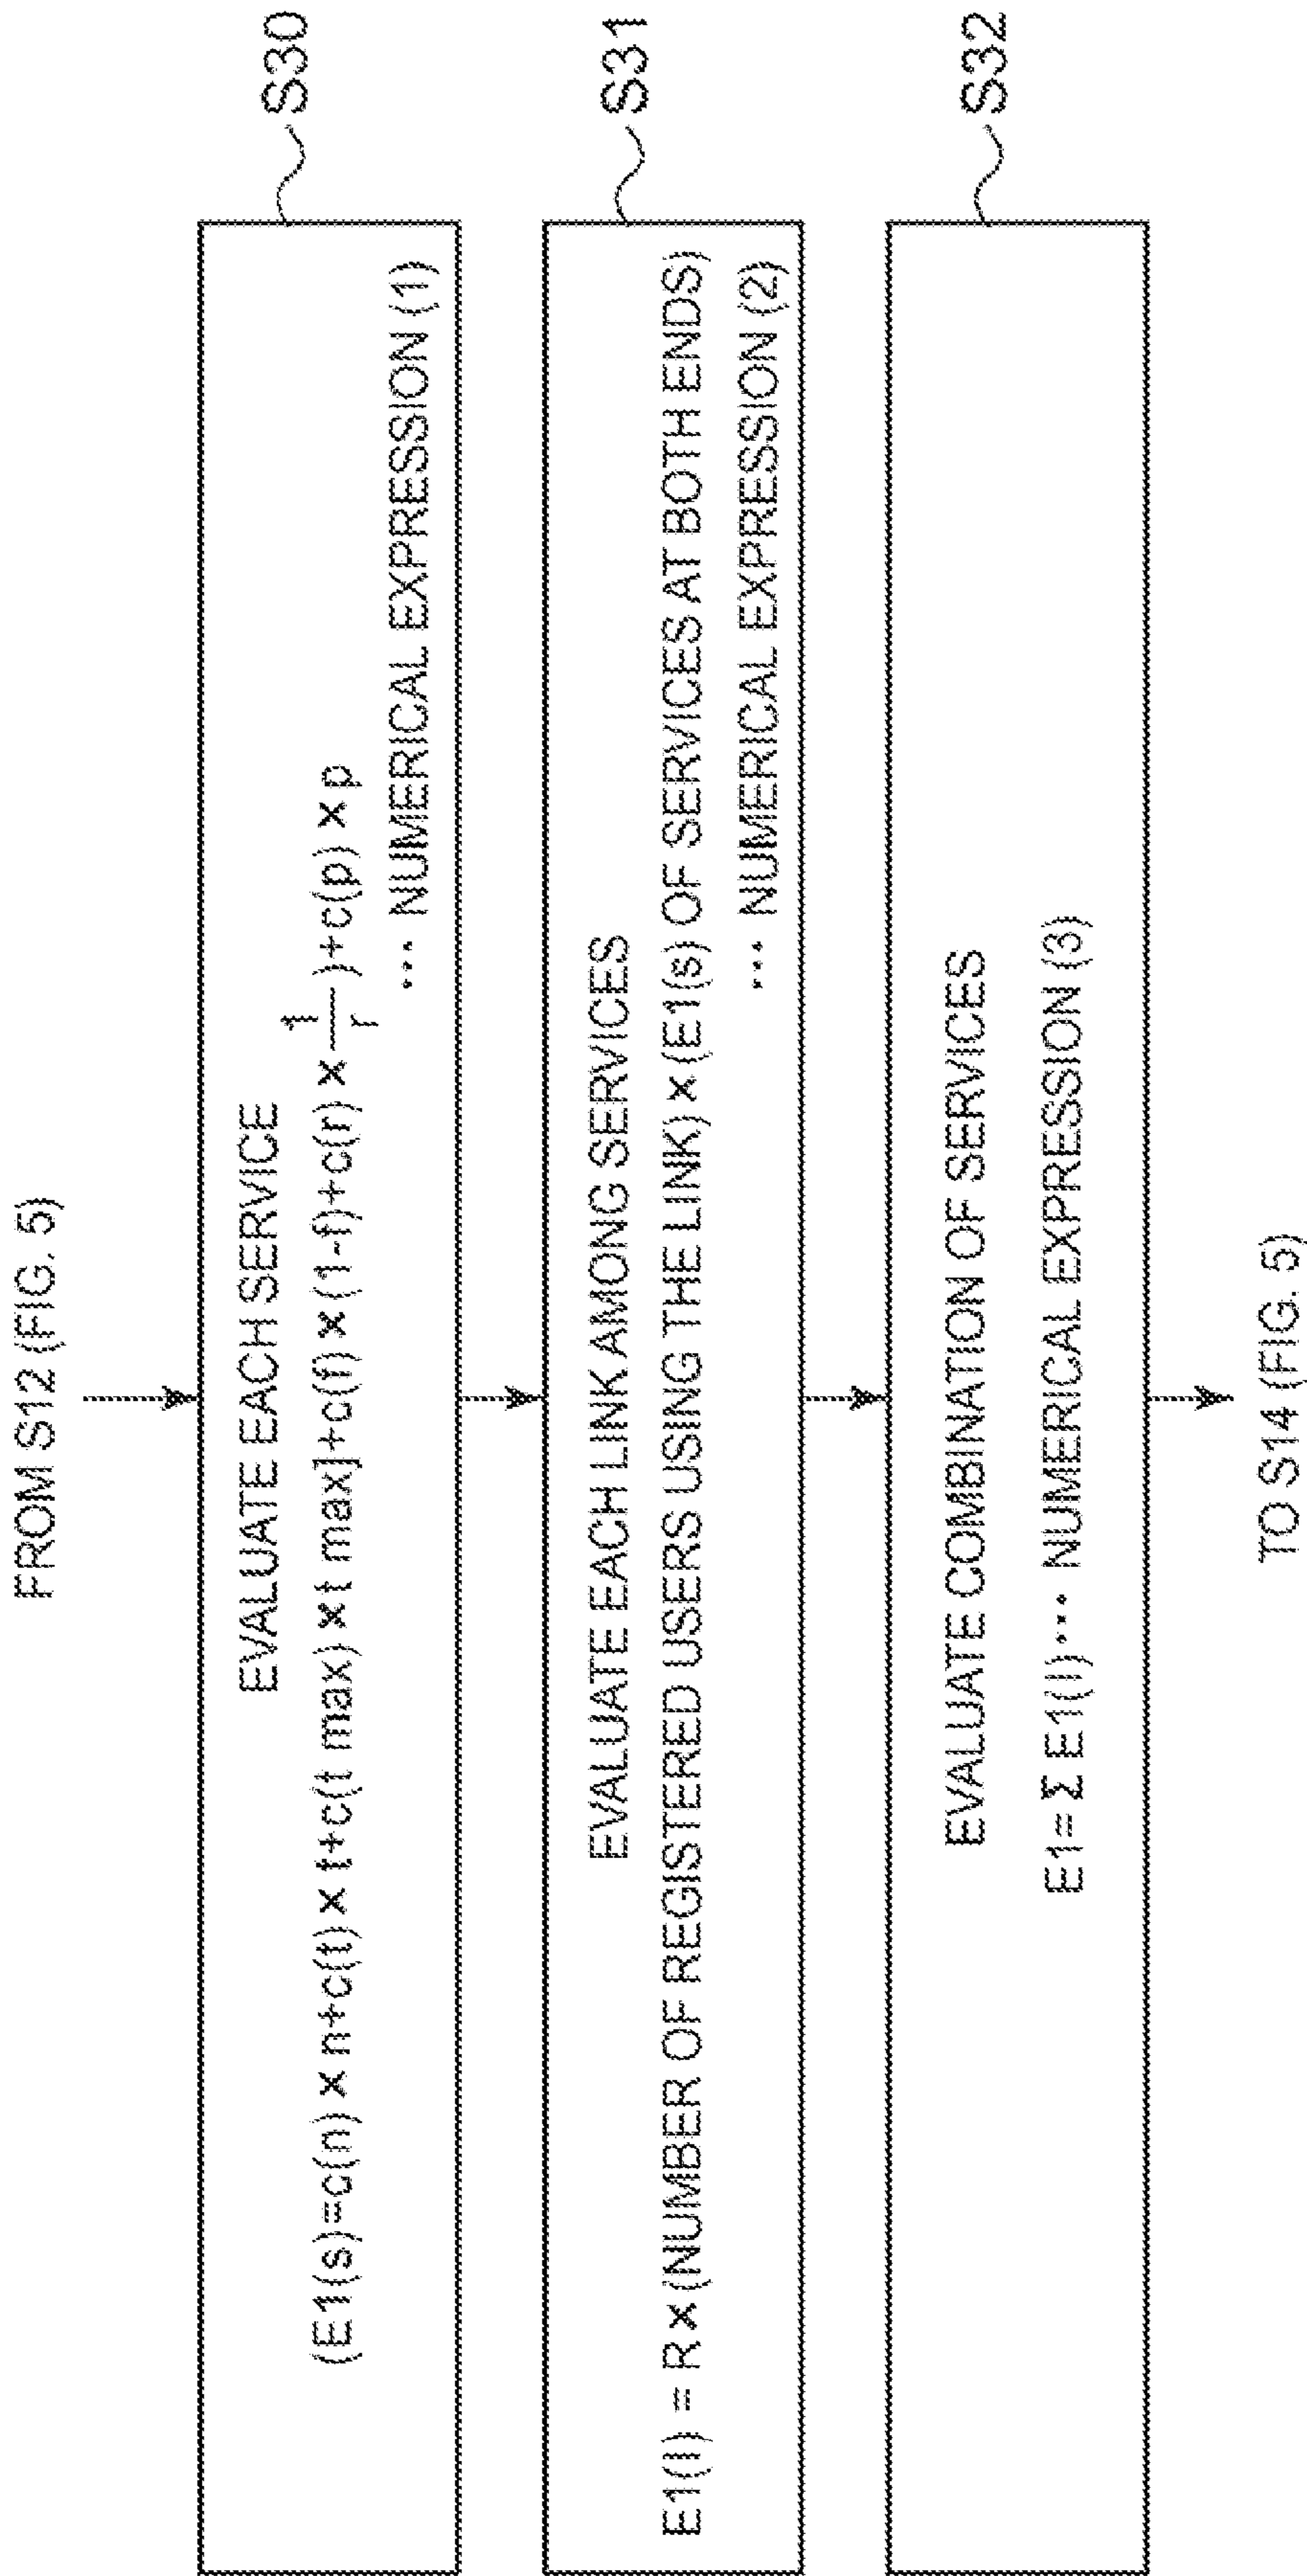 FROM S12 (FIG. 5)
EVALUATE EACH SERVICE
(E1(s)=c(n) × n+c(t) × t+c(t max) × t max]+c(f) × (1-f)+c(r) × 1/r )+c(p) × p
··· NUMERICAL EXPRESSION (1)
S30
EVALUATE EACH LINK AMONG SERVICES
E1(l) = R × (NUMBER OF REGISTERED USERS USING THE LINK) × (E1(s) OF SERVICES AT BOTH ENDS)
··· NUMERICAL EXPRESSION (2)
S31
EVALUATE COMBINATION OF SERVICES
E1= Σ E1(l) ··· NUMERICAL EXPRESSION (3)
S32
TO S14 (FIG. 5)